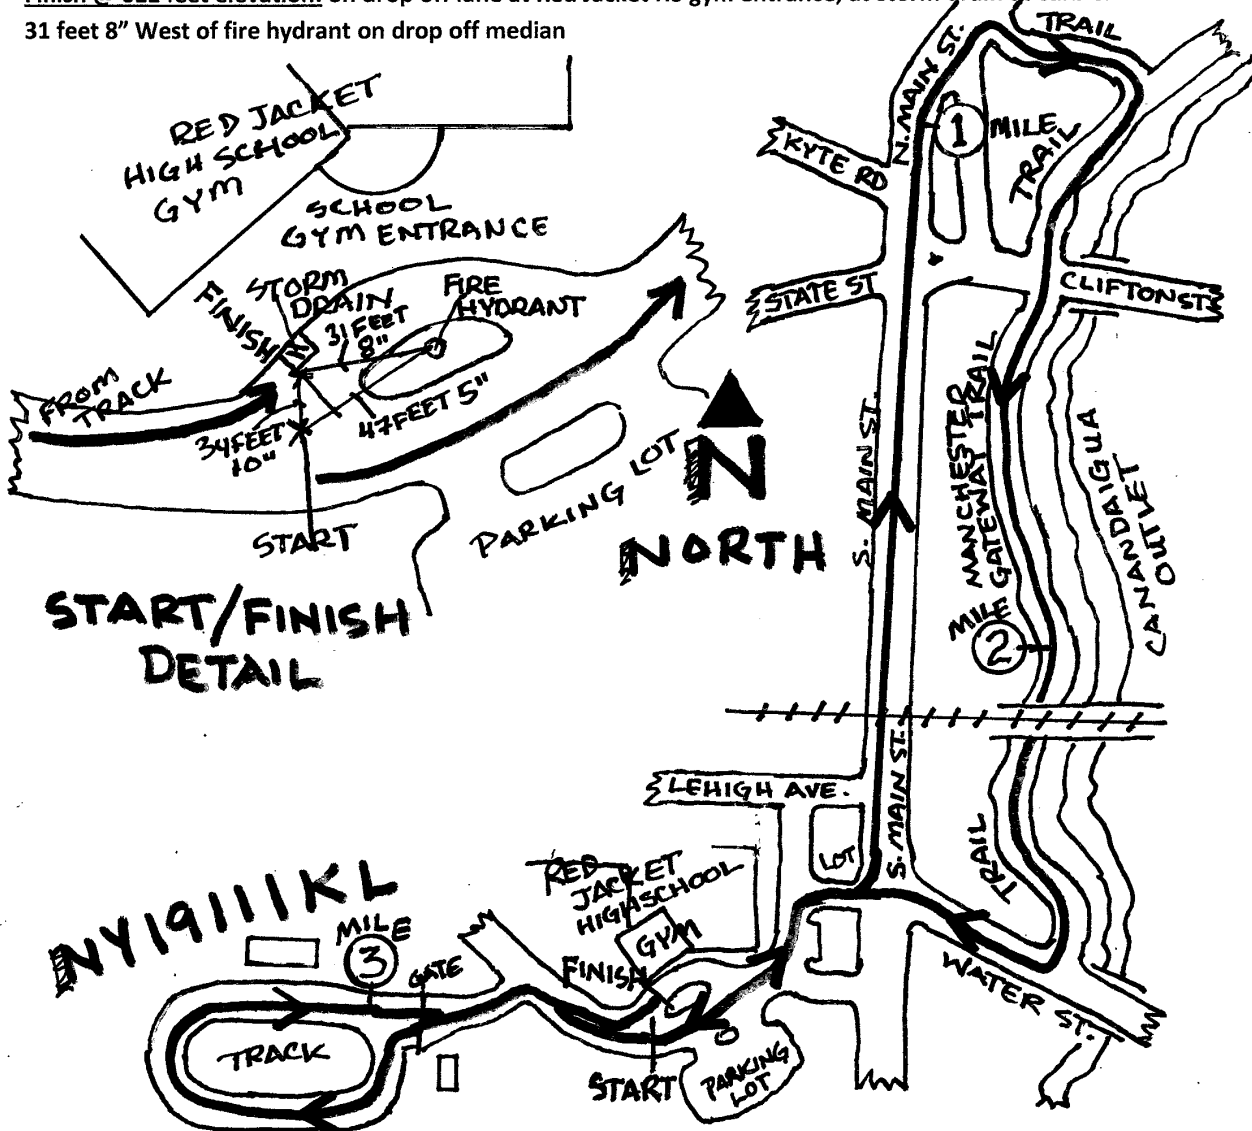 31 feet 8” West of fire hydrant on drop off median
RED JACKET
HIGH SCHOOL
GYM
SCHOOL
GYM ENTRANCE
FINISH
STORM
DRAIN
FIRE
HYDRANT
31 FEET
8"
FROM
TRACK
34 FEET
10"
47 FEET 5"
START
PARKING LOT
START/FINISH
DETAIL
N
NORTH
TRAIL
N. MAIN ST.
1 MILE
TRAIL
KYTE RD
STATE ST
CLIFTON ST
S. MAIN ST.
MANCHESTER
GATEWAY TRAIL
CANANDAIGUA
OUTLET
MILE
2
LEHIGH AVE.
LOT
S. MAIN ST.
TRAIL
WATER ST.
NY19111KL
MILE
3
GATE
TRACK
RED
JACKET
HIGH SCHOOL
GYM
FINISH
START
PARKING
LOT